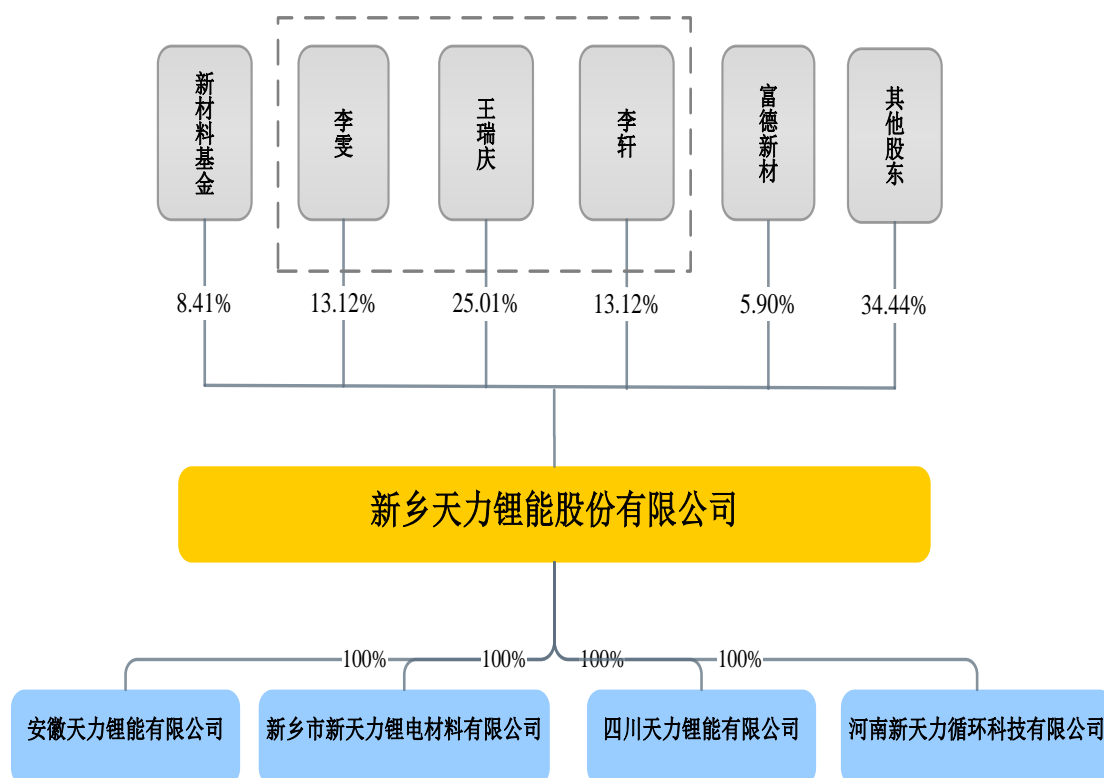 新材料基金
李雯
王瑞庆
李轩
富德新材
其他股东
8.41%
13.12%
25.01%
13.12%
5.90%
34.44%
新乡天力锂能股份有限公司
100%
100%
100%
100%
安徽天力锂能有限公司
新乡市新天力锂电材料有限公司
四川天力锂能有限公司
河南新天力循环科技有限公司